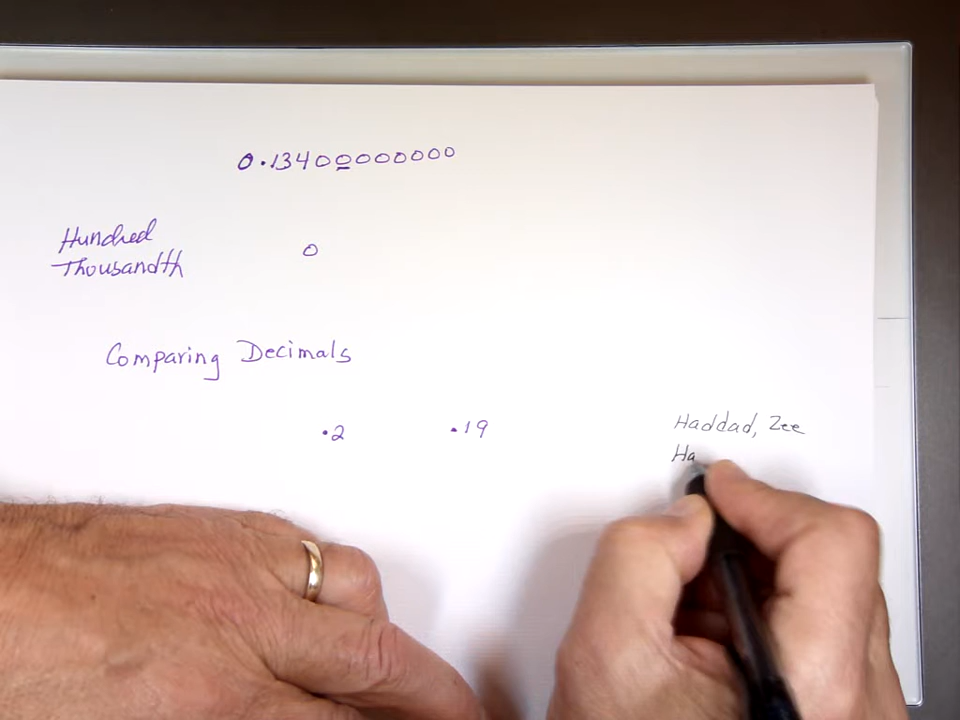 0.13400000000
Hundred
Thousandth
0
Comparing Decimals
.2 .19
Haddad, Zee
Ha